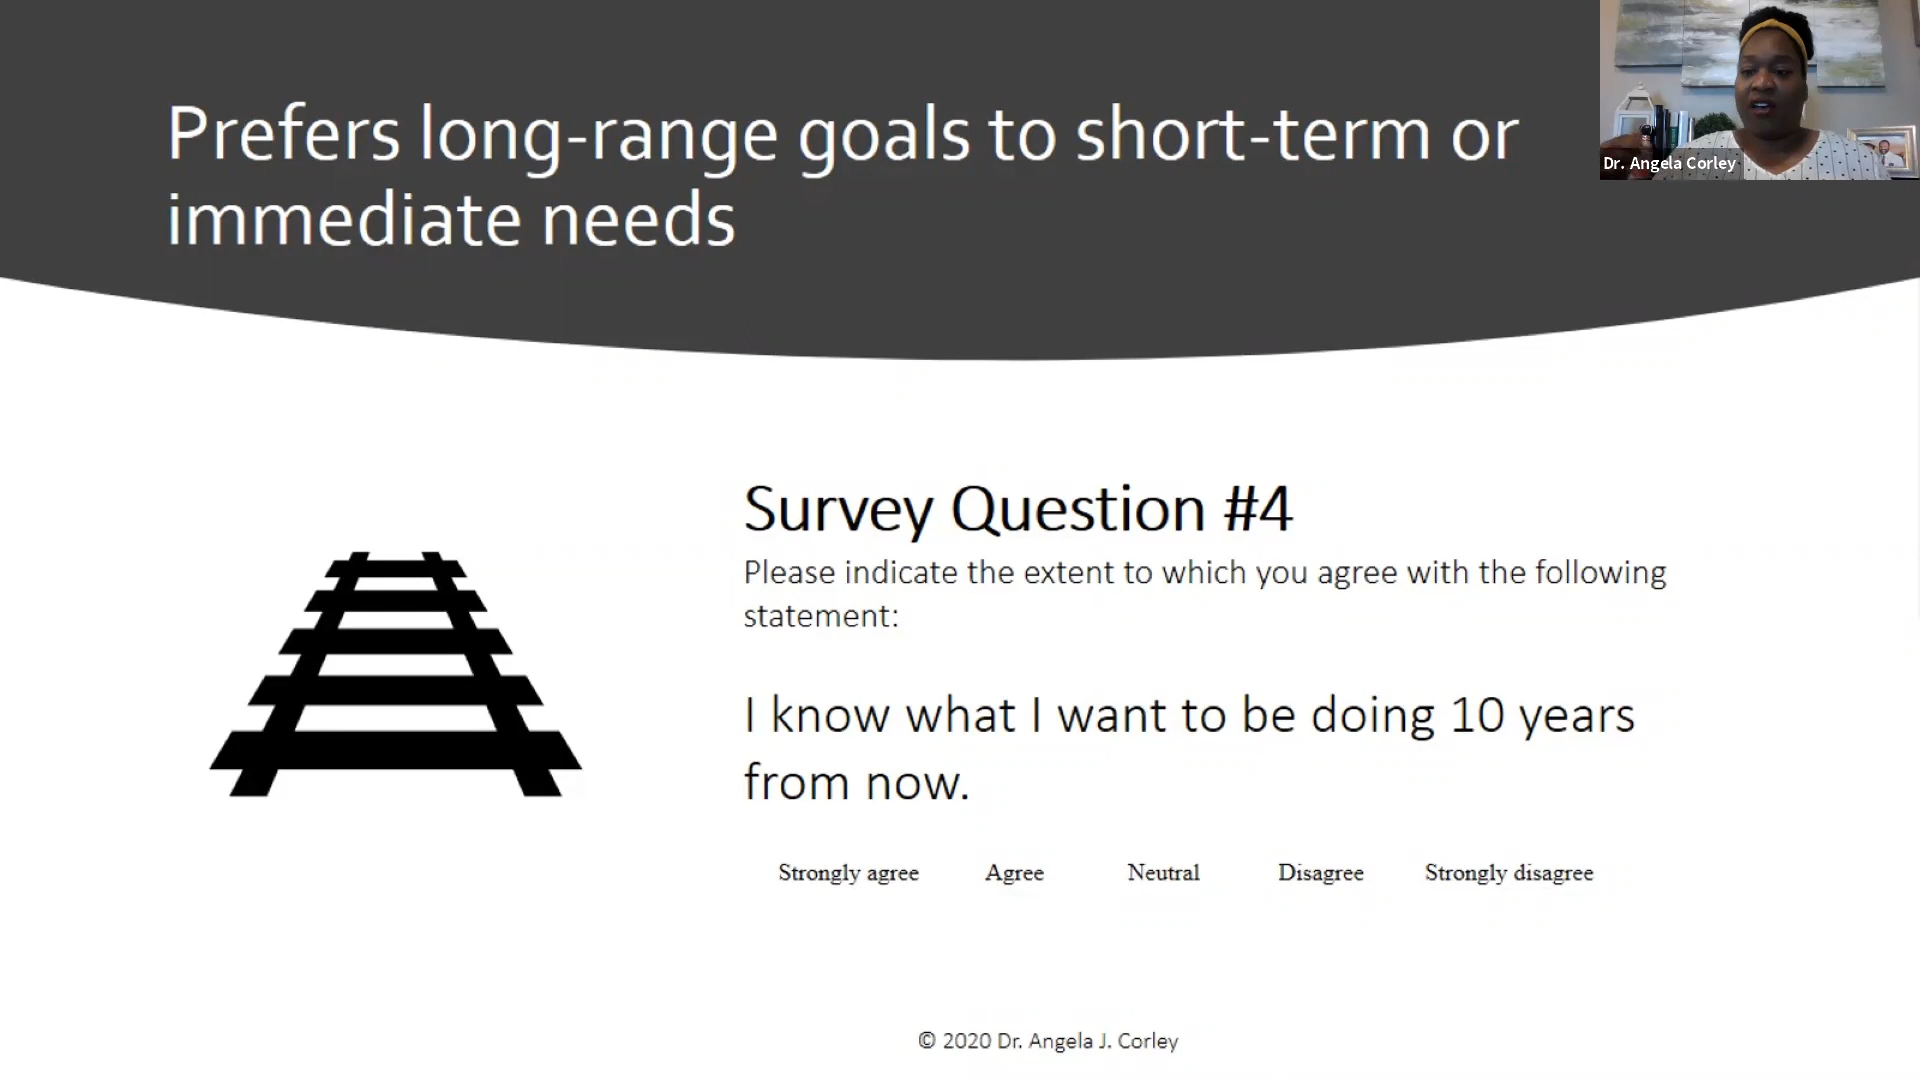 Prefers long-range goals to short-term or
immediate needs
Dr. Angela Corley
Survey Question #4
Please indicate the extent to which you agree with the following
statement:
I know what I want to be doing 10 years
from now.
Strongly agree Agree Neutral Disagree Strongly disagree
© 2020 Dr. Angela J. Corley